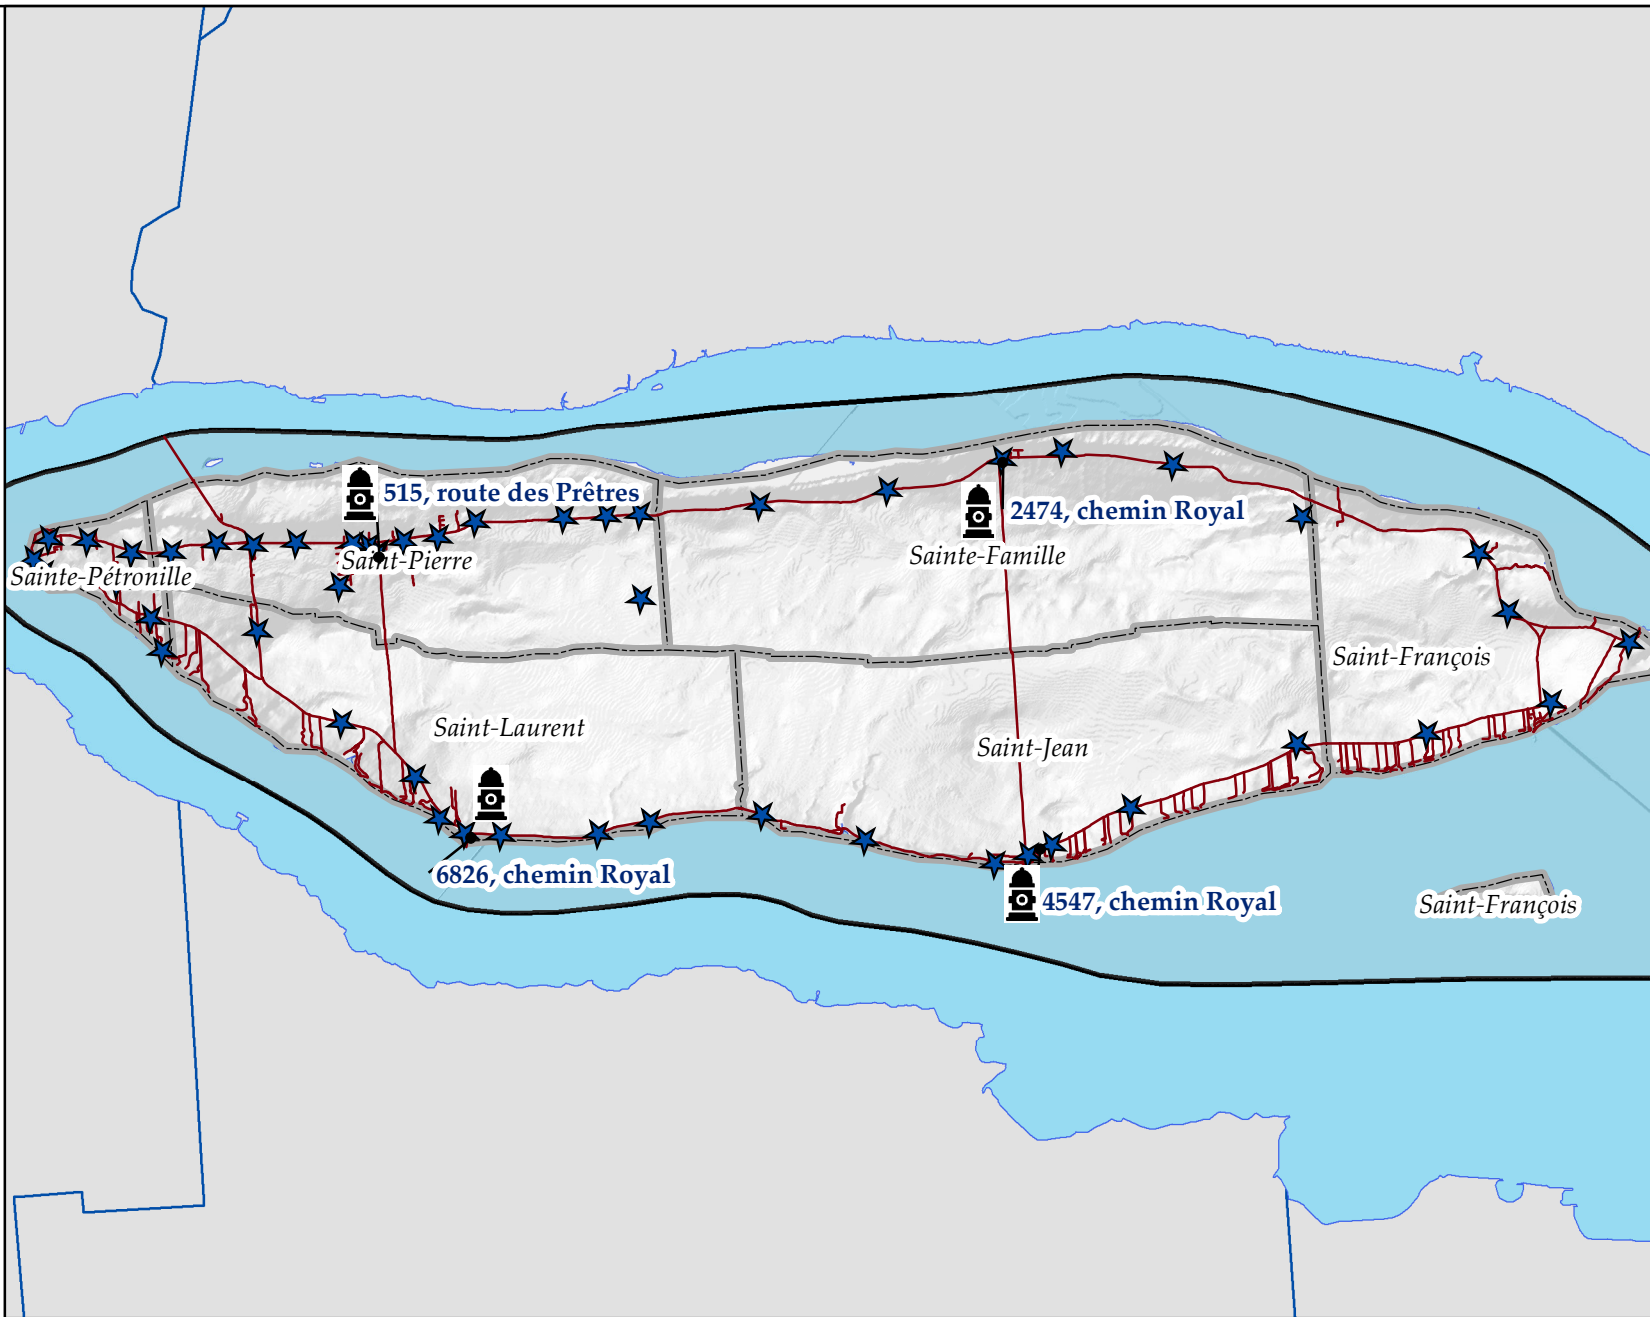 515, route des Prêtres
2474, chemin Royal
Sainte-Famille
Saint-Pierre
Sainte-Pétronille
Saint-François
Saint-Laurent
Saint-Jean
6826, chemin Royal
4547, chemin Royal
Saint-François